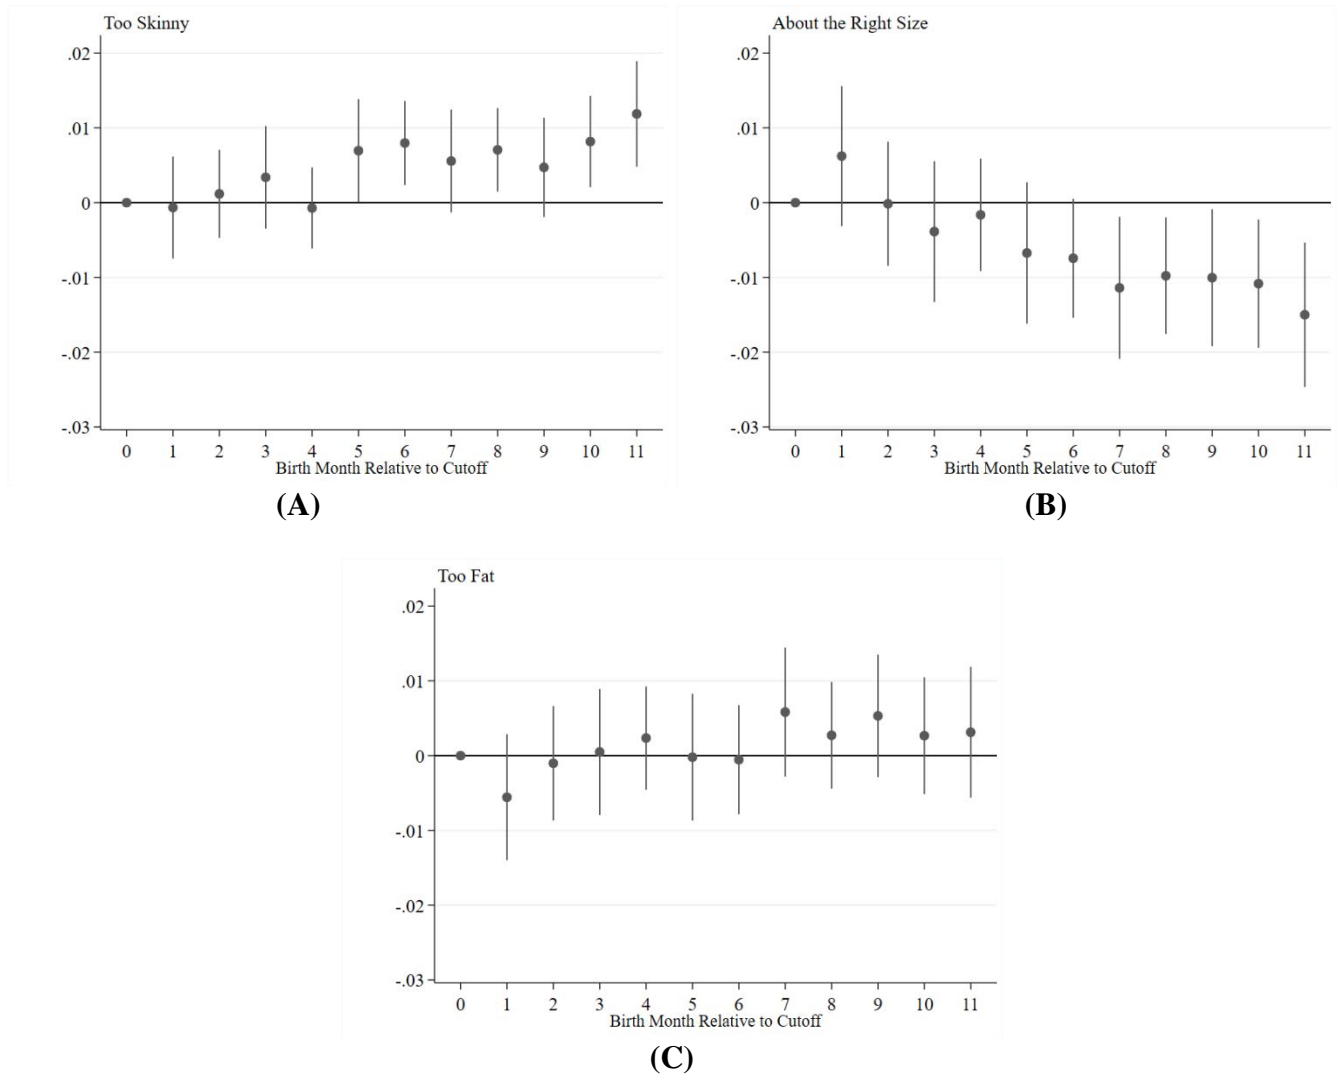 Too Skinny
.02
.01
0
-.01
-.02
-.03
0 1 2 3 4 5 6 7 8 9 10 11
Birth Month Relative to Cutoff
(A)
About the Right Size
.02
.01
0
-.01
-.02
-.03
0 1 2 3 4 5 6 7 8 9 10 11
Birth Month Relative to Cutoff
(B)
Too Fat
.02
.01
0
-.01
-.02
-.03
0 1 2 3 4 5 6 7 8 9 10 11
Birth Month Relative to Cutoff
(C)